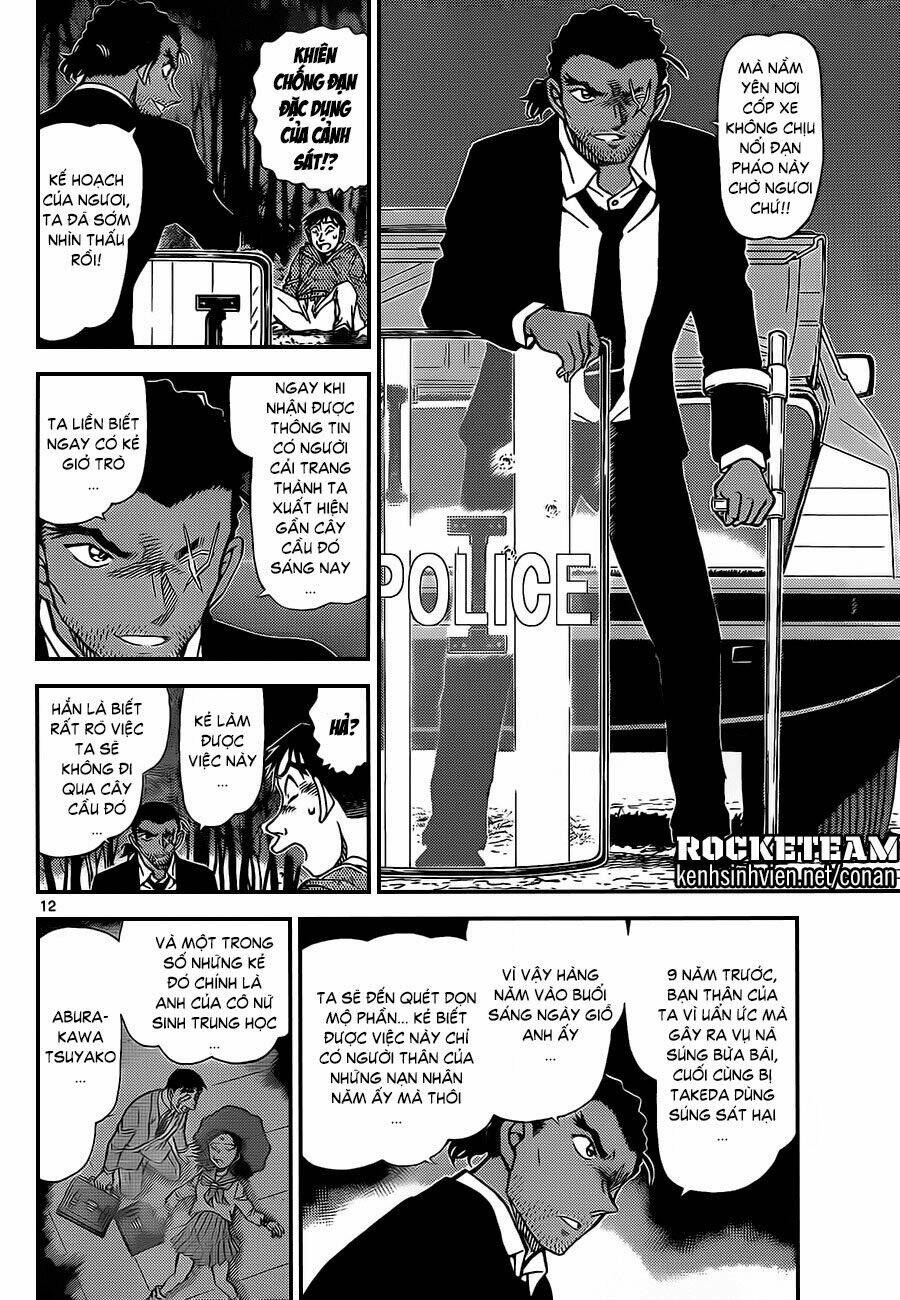 MÀ NẰM
YÊN NƠI
CỐP XE
KHÔNG CHỊU
NỔI ĐẠN
PHÁO NÀY
CHỜ NGƯƠI
CHỨ!!
POLICE
KHIÊN
CHỐNG ĐẠN
ĐẶC DỤNG
CỦA CẢNH
SÁT!?
KẾ HOẠCH
CỦA NGƯƠI,
TA ĐÃ SỚM
NHÌN THẤU
RỒI!
NGAY KHI
NHẬN ĐƯỢC
THÔNG TIN
CÓ NGƯỜI
CẢI TRANG
THÀNH TA
XUẤT HIỆN
GẦN CÂY
CẦU ĐÓ
SÁNG NAY
...
TA LIỀN BIẾT
NGAY CÓ KẺ
GIỞ TRÒ
...
HẢ?
KẺ LÀM
ĐƯỢC
VIỆC NÀY
...
HẲN LÀ BIẾT
RẤT RÕ VIỆC
TA SẼ
KHÔNG ĐI
QUA CÂY
CẦU ĐÓ
...
ROCKETEAM
kenhsinhvien.net/conan
12
9 NĂM TRƯỚC,
BẠN THÂN CỦA
TA VÌ UẤN ỨC MÀ
GÂY RA VỤ NÃ
SÚNG BỪA BÃI,
CUỐI CÙNG BỊ
TAKEDA DÙNG
SÚNG SÁT HẠI
...
VÌ VẬY HÀNG
NĂM VÀO BUỔI
SÁNG NGÀY GIỖ
ANH ẤY
...
TA SẼ ĐẾN QUÉT DỌN
MỘ PHẦN... KẺ BIẾT
ĐƯỢC VIỆC NÀY CHỈ
CÓ NGƯỜI THÂN CỦA
NHỮNG NẠN NHÂN
NĂM ẤY MÀ THÔI
...
VÀ MỘT TRONG
SỐ NHỮNG KẺ
ĐÓ CHÍNH LÀ
ANH CỦA CÔ NỮ
SINH TRUNG HỌC
...
ABURA-
KAWA
TSUYAKO
...